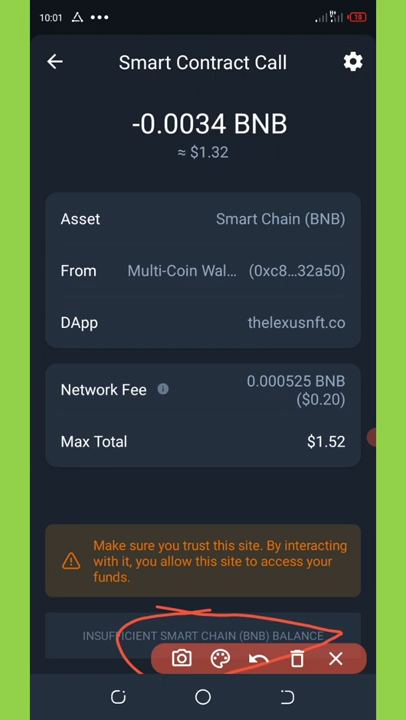 10:01
18
Smart Contract Call
-0.0034 BNB
≈ $1.32
Asset Smart Chain (BNB)
From Multi-Coin Wal... (0xc8...32a50)
DApp thelexusnft.co
Network Fee 0.000525 BNB
($0.20)
Max Total $1.52
Make sure you trust this site. By interacting
with it, you allow this site to access your
funds.
INSUFFICIENT SMART CHAIN (BNB) BALANCE